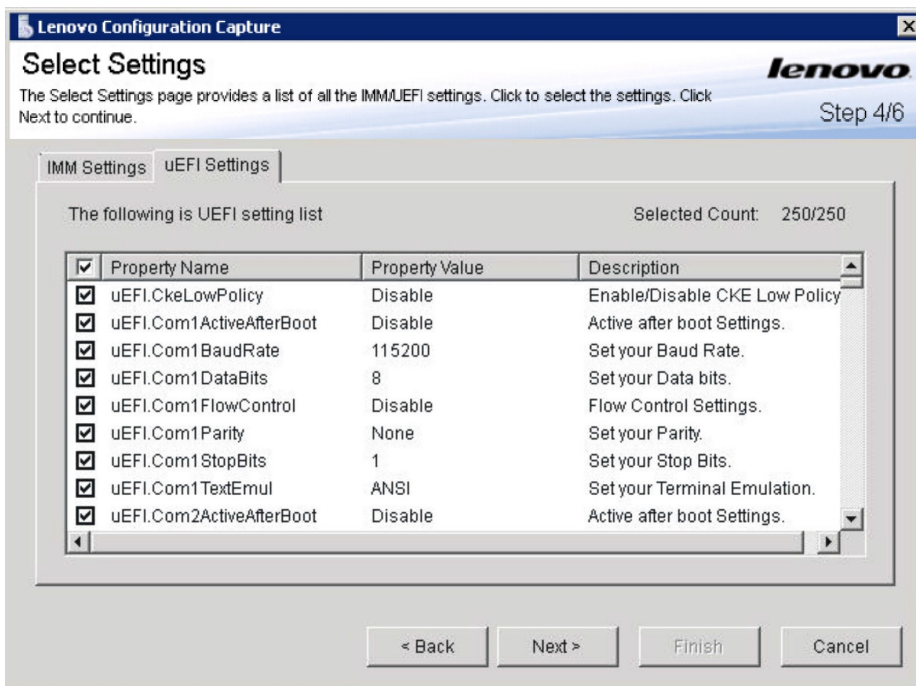 Lenovo Configuration Capture
Select Settings
lenovo
The Select Settings page provides a list of all the IMM/UEFI settings. Click to select the settings. Click
Next to continue.
Step 4/6
IMM Settings uEFI Settings
The following is UEFI setting list Selected Count: 250/250
Property Name Property Value Description
uEFI.CkeLowPolicy Disable Enable/Disable CKE Low Policy
uEFI.Com1ActiveAfterBoot Disable Active after boot Settings.
uEFI.Com1BaudRate 115200 Set your Baud Rate.
uEFI.Com1DataBits 8 Set your Data bits.
uEFI.Com1FlowControl Disable Flow Control Settings.
uEFI.Com1Parity None Set your Parity.
uEFI.Com1StopBits 1 Set your Stop Bits.
uEFI.Com1TextEmul ANSI Set your Terminal Emulation.
uEFI.Com2ActiveAfterBoot Disable Active after boot Settings.
< Back Next > Finish Cancel